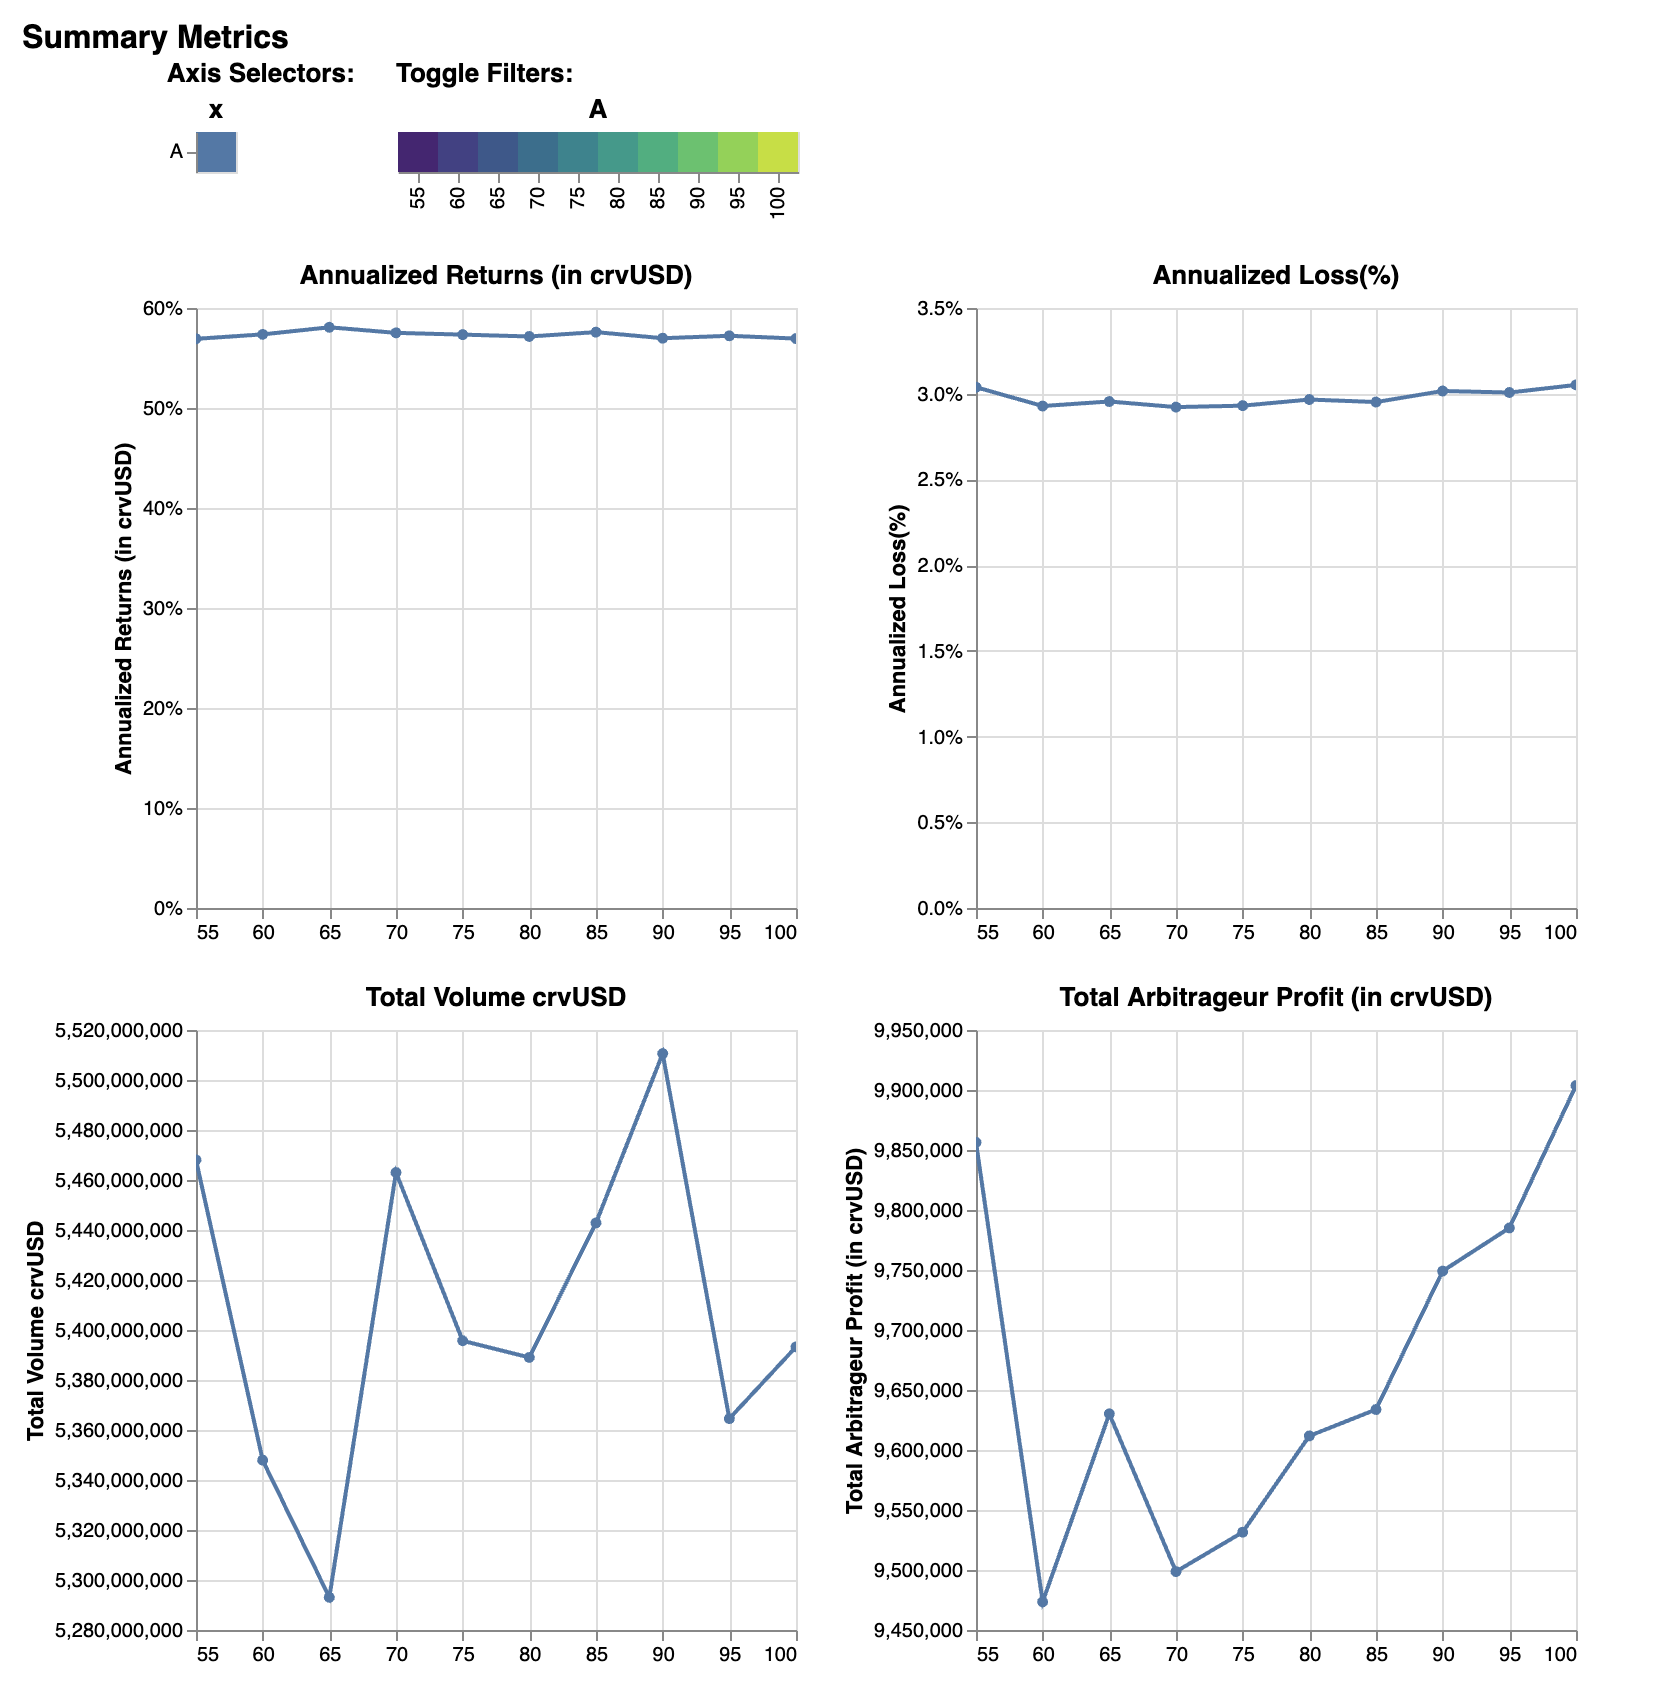 Summary Metrics
Axis Selectors:
Toggle Filters:
x
A
A
55 60 65 70 75 80 85 90 95 100
Annualized Returns (in crvUSD)
Annualized Returns (in crvUSD)
60%
50%
40%
30%
20%
10%
0%
55 60 65 70 75 80 85 90 95 100
Annualized Loss(%)
Annualized Loss(%)
3.5%
3.0%
2.5%
2.0%
1.5%
1.0%
0.5%
0.0%
55 60 65 70 75 80 85 90 95 100
Total Volume crvUSD
Total Volume crvUSD
5,520,000,000
5,500,000,000
5,480,000,000
5,460,000,000
5,440,000,000
5,420,000,000
5,400,000,000
5,380,000,000
5,360,000,000
5,340,000,000
5,320,000,000
5,300,000,000
5,280,000,000
55 60 65 70 75 80 85 90 95 100
Total Arbitrageur Profit (in crvUSD)
Total Arbitrageur Profit (in crvUSD)
9,950,000
9,900,000
9,850,000
9,800,000
9,750,000
9,700,000
9,650,000
9,600,000
9,550,000
9,500,000
9,450,000
55 60 65 70 75 80 85 90 95 100